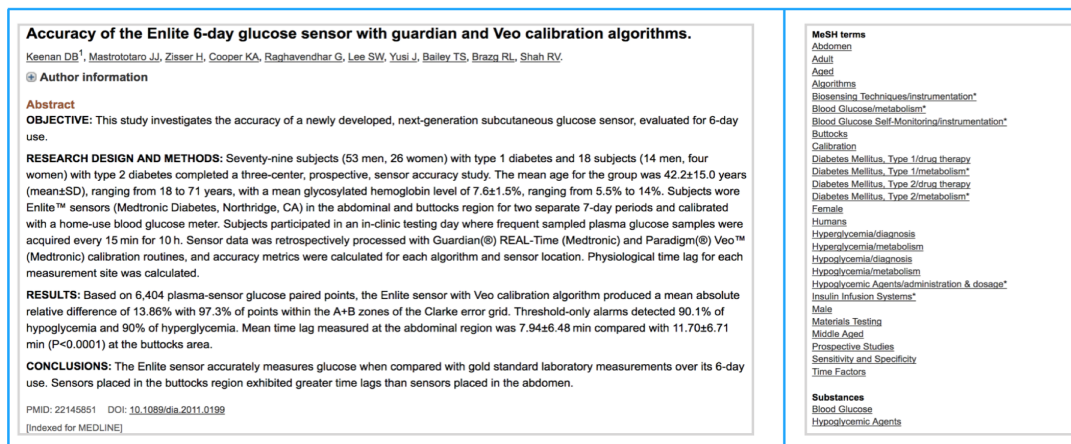 Accuracy of the Enlite 6-day glucose sensor with guardian and Veo calibration algorithms.
Keenan DB1, Mastrototaro JJ, Zisser H, Cooper KA, Raghavendhar G, Lee SW, Yusi J, Bailey TS, Brazg RL, Shah RV.
Author information
Abstract
OBJECTIVE: This study investigates the accuracy of a newly developed, next-generation subcutaneous glucose sensor, evaluated for 6-day
use.
RESEARCH DESIGN AND METHODS: Seventy-nine subjects (53 men, 26 women) with type 1 diabetes and 18 subjects (14 men, four
women) with type 2 diabetes completed a three-center, prospective, sensor accuracy study. The mean age for the group was 42.2±15.0 years
(mean±SD), ranging from 18 to 71 years, with a mean glycosylated hemoglobin level of 7.6±1.5%, ranging from 5.5% to 14%. Subjects wore
Enlite™ sensors (Medtronic Diabetes, Northridge, CA) in the abdominal and buttocks region for two separate 7-day periods and calibrated
with a home-use blood glucose meter. Subjects participated in an in-clinic testing day where frequent sampled plasma glucose samples were
acquired every 15 min for 10 h. Sensor data was retrospectively processed with Guardian(®) REAL-Time (Medtronic) and Paradigm(®) Veo™
(Medtronic) calibration routines, and accuracy metrics were calculated for each algorithm and sensor location. Physiological time lag for each
measurement site was calculated.
RESULTS: Based on 6,404 plasma-sensor glucose paired points, the Enlite sensor with Veo calibration algorithm produced a mean absolute
relative difference of 13.86% with 97.3% of points within the A+B zones of the Clarke error grid. Threshold-only alarms detected 90.1% of
hypoglycemia and 90% of hyperglycemia. Mean time lag measured at the abdominal region was 7.94±6.48 min compared with 11.70±6.71
min (P<0.0001) at the buttocks area.
CONCLUSIONS: The Enlite sensor accurately measures glucose when compared with gold standard laboratory measurements over its 6-day
use. Sensors placed in the buttocks region exhibited greater time lags than sensors placed in the abdomen.
PMID: 22145851 DOI: 10.1089/dia.2011.0199
[Indexed for MEDLINE]
MeSH terms
Abdomen
Adult
Aged
Algorithms
Biosensing Techniques/instrumentation*
Blood Glucose/metabolism*
Blood Glucose Self-Monitoring/instrumentation*
Buttocks
Calibration
Diabetes Mellitus, Type 1/drug therapy
Diabetes Mellitus, Type 1/metabolism*
Diabetes Mellitus, Type 2/drug therapy
Diabetes Mellitus, Type 2/metabolism*
Female
Humans
Hyperglycemia/diagnosis
Hyperglycemia/metabolism
Hypoglycemia/diagnosis
Hypoglycemia/metabolism
Hypoglycemic Agents/administration & dosage*
Insulin Infusion Systems*
Male
Materials Testing
Middle Aged
Prospective Studies
Sensitivity and Specificity
Time Factors
Substances
Blood Glucose
Hypoglycemic Agents